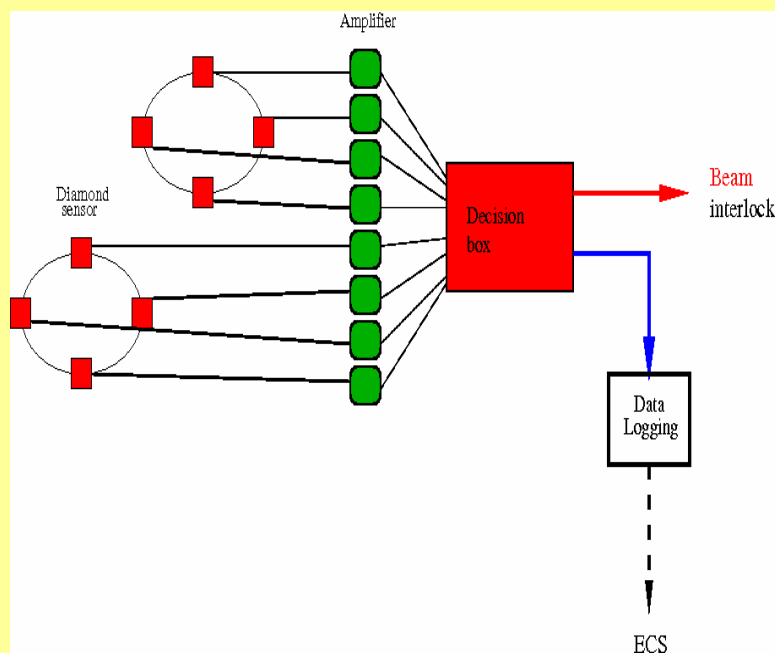 Amplifier
Diamond
sensor
Decision
box
Beam
interlock
Data
Logging
ECS